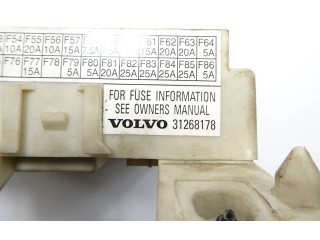 F54 F55 F56 F57 61 F62 F63 F64
10A 20A 10A 15A 15A 20A 20A 5A
F76 F77 F78 F79 F80 F81 F82 F83 F84 F85 F86
15A 5A 5A 20A 25A 25A 25A 25A 5A
FOR FUSE INFORMATION
SEE OWNERS MANUAL
VOLVO 31268178